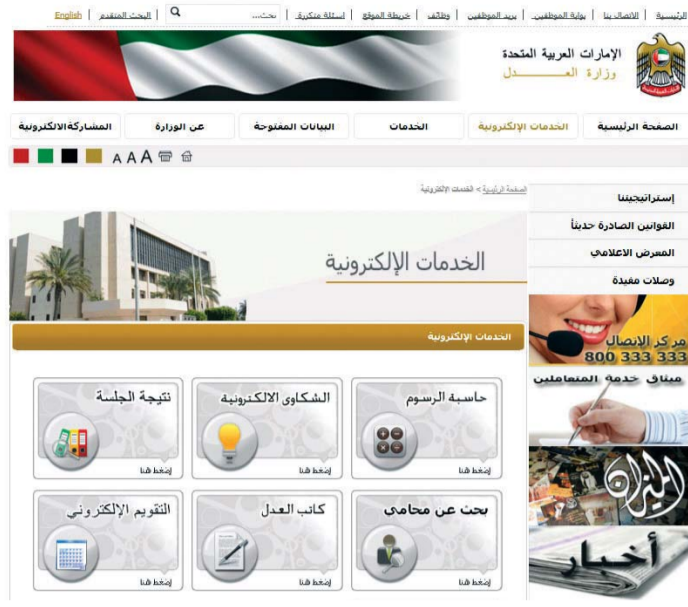 الرئيسية | الاتصال بنا | بوابة الموظفين | بريد الموظفين | وظائف | خريطة الموقع | اسئلة متكررة | بحث... | البحث المتقدم | English
الإمارات العربية المتحدة
وزارة العـــــــدل
الصفحة الرئيسية
الخدمات الإلكترونية
الخدمات
البيانات المفتوحة
عن الوزارة
المشاركة الالكترونية
A A A
الصفحة الرئيسية > الخدمات الإلكترونية
إستراتيجيتنا
القوانين الصادرة حديثاً
المعرض الاعلامي
وصلات مفيدة
مركز الاتصال
800 333 333
ميثاق خدمة المتعاملين
الميزان
أخبار
الخدمات الإلكترونية
الخدمات الإلكترونية
حاسبة الرسوم
إضغط هنا
الشكاوى الالكترونية
إضغط هنا
نتيجة الجلسة
إضغط هنا
بحث عن محامي
إضغط هنا
كاتب العدل
إضغط هنا
التقويم الإلكتروني
إضغط هنا